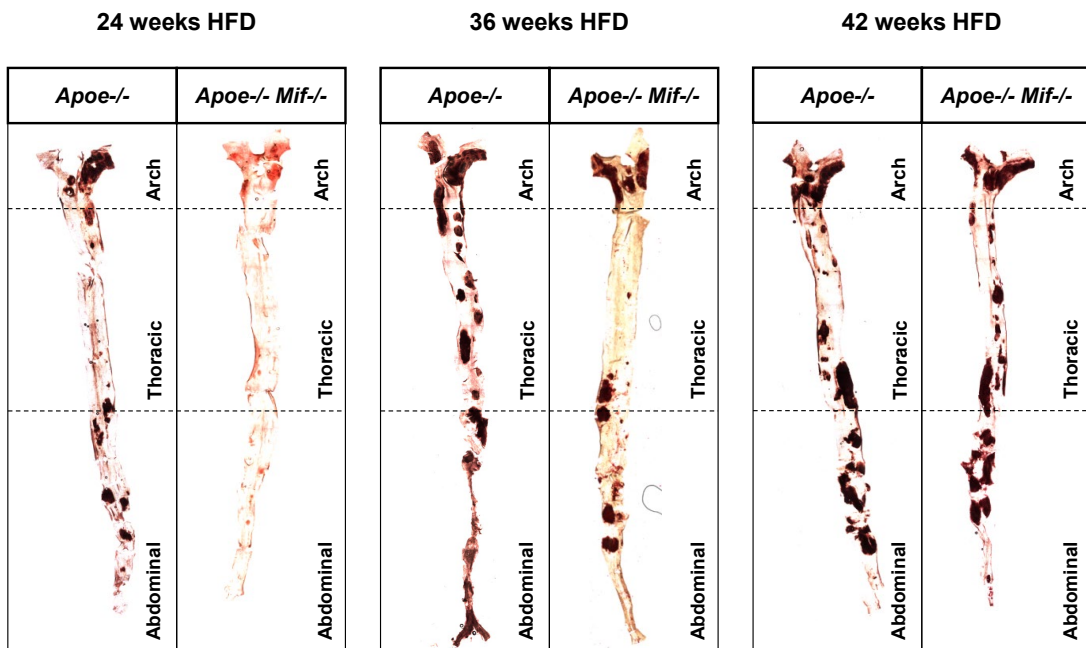 24 weeks HFD
Apoe-/-
Apoe-/- Mif-/-
Arch
Arch
Thoracic
Thoracic
Abdominal
Abdominal
36 weeks HFD
Apoe-/-
Apoe-/- Mif-/-
Arch
Arch
Thoracic
Thoracic
Abdominal
Abdominal
42 weeks HFD
Apoe-/-
Apoe-/- Mif-/-
Arch
Arch
Thoracic
Thoracic
Abdominal
Abdominal